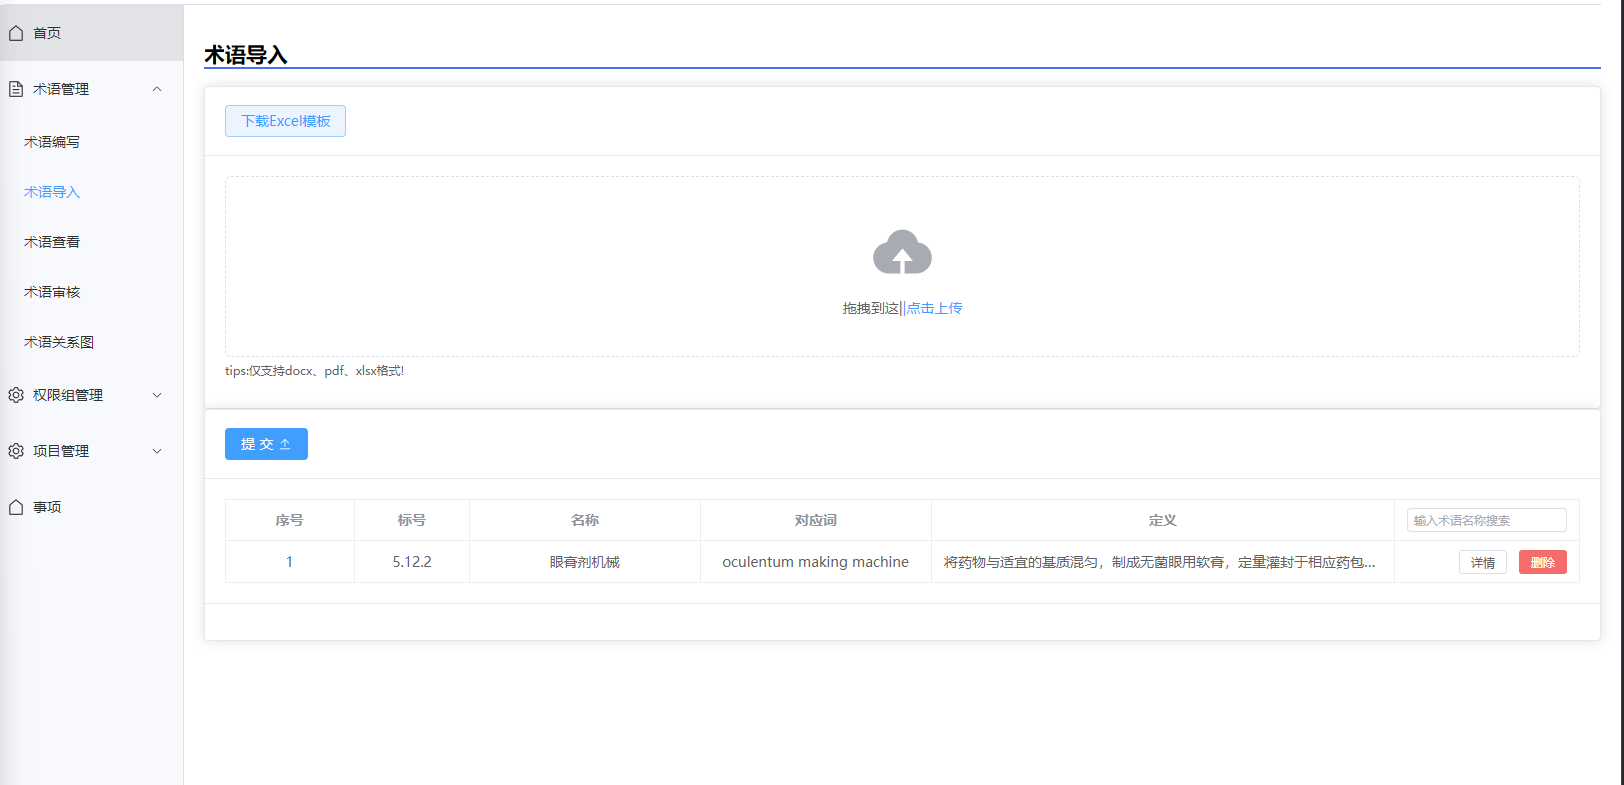 首页
术语管理
术语编写
术语导入
术语查看
术语审核
术语关系图
权限组管理
项目管理
事项
术语导入
下载Excel模板
拖拽到这||点击上传
tips:仅支持docx、pdf、xlsx格式!
提 交
序号 标号 名称 对应词 定义 输入术语名称搜索
1 5.12.2 眼膏剂机械 oculentum making machine 将药物与适宜的基质混匀，制成无菌眼用软膏，定量灌封于相应药包... 详情 删除